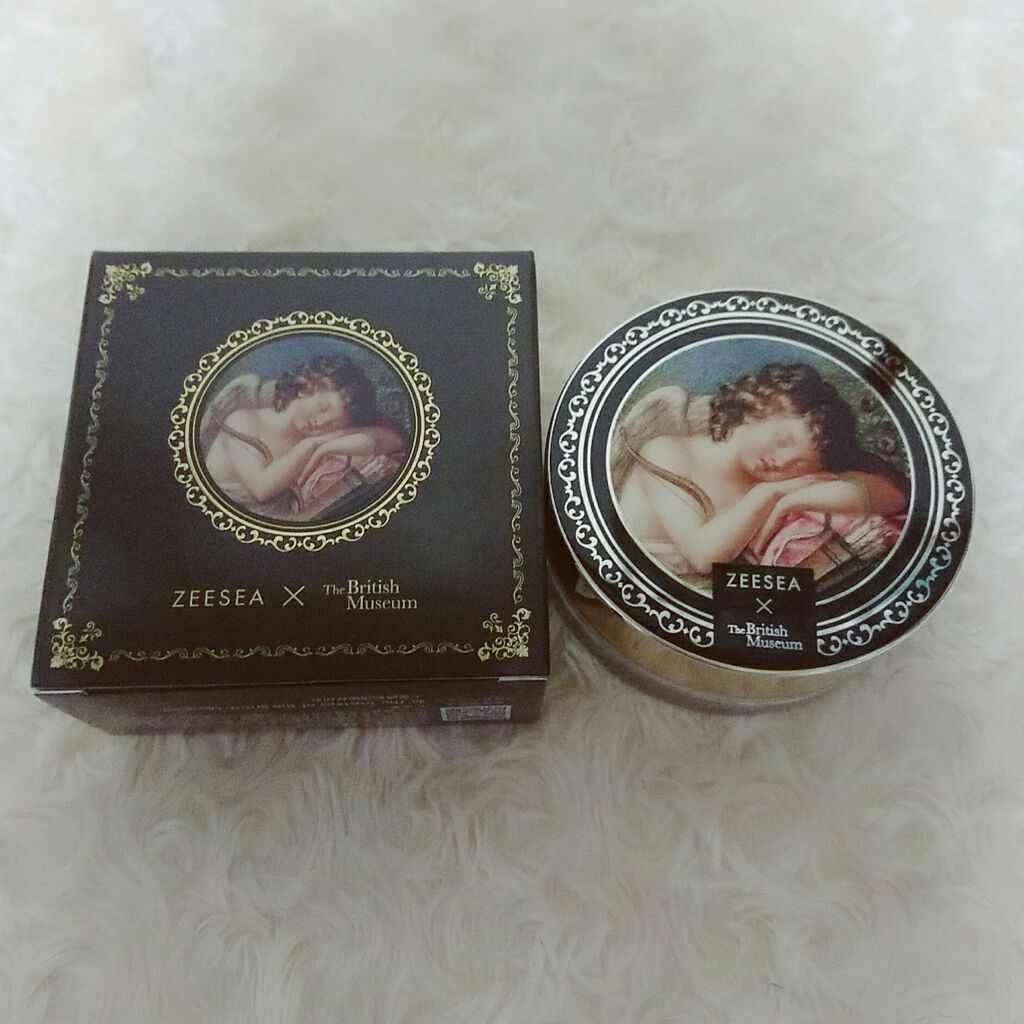 ZEESEA × The British Museum
ZEESEA
×
The British
Museum